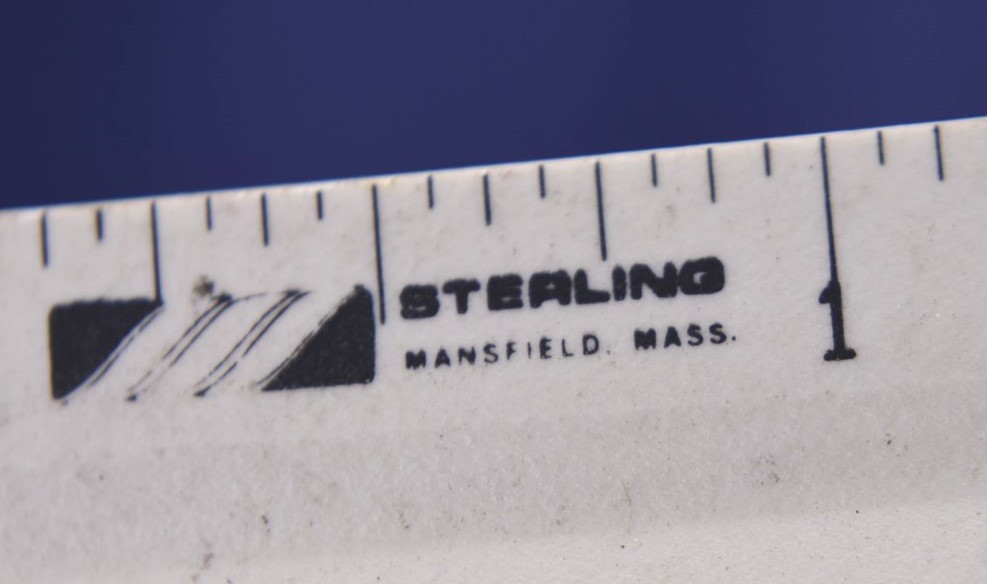 STERLING
MANSFIELD. MASS.
1